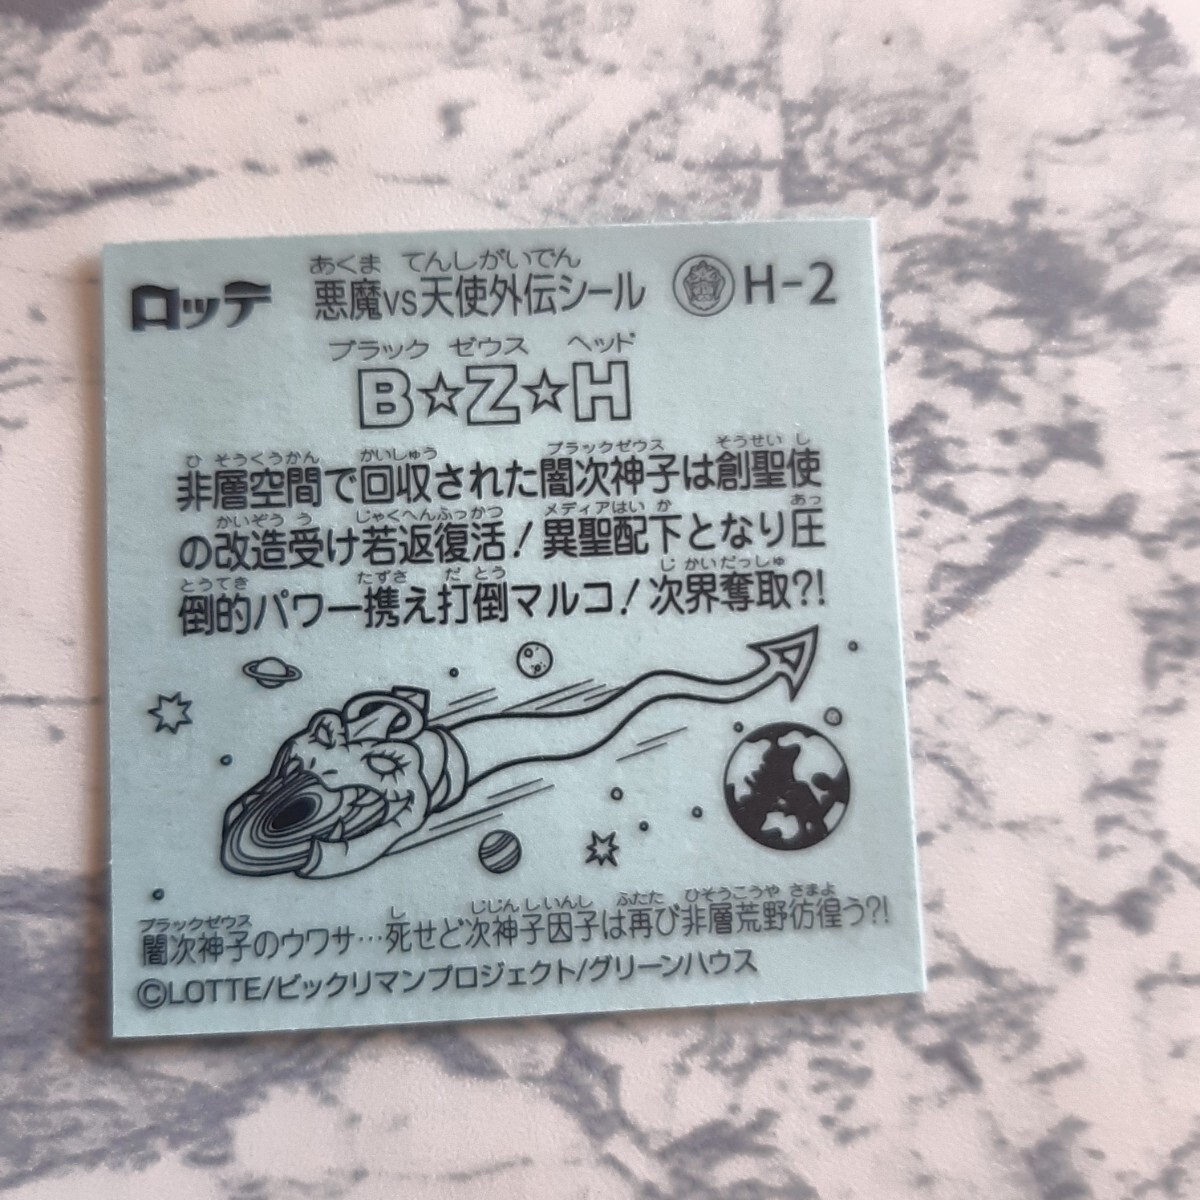 ロッテ
あくま てんしがいでん
悪魔VS天使外伝シール
H-2
ブラック ゼウス ヘッド
B☆Z☆H
ひ そうくうかん かいしゅう ブラックゼウス そうせい し
非層空間で回収された闇次神子は創聖使
かいぞう う じゃくへんふっかつ メディアはい か あっ
の改造受け若返復活!異聖配下となり圧
とうてき たずさ だ とう じ かいだっしゅ
倒的パワー携え打倒マルコ!次界奪取?!
ブラックゼウス し じじん し いんし ふたた ひそうこうや さまよ
闇次神子のウワサ…死せど次神子因子は再び非層荒野彷徨う?!
©LOTTE/ビックリマンプロジェクト/グリーンハウス